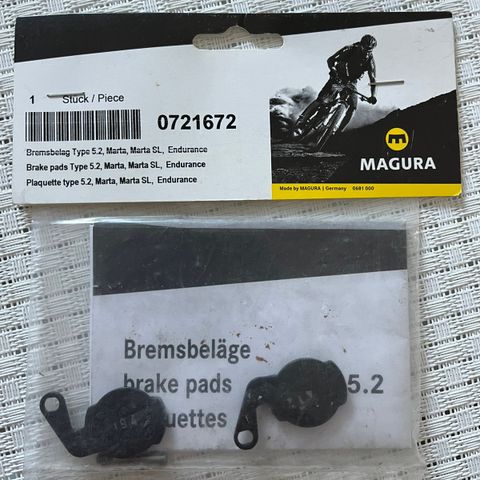 1 Stück / Piece
0721672
Bremsbelag Type 5.2, Marta, Marta SL, Endurance
Brake pads Type 5.2, Marta, Marta SL, Endurance
Plaquette type 5.2, Marta, Marta SL, Endurance
m
MAGURA
Made by MAGURA | Germany 0681 000
Bremsbeläge
brake pads 5.2
quettes
194